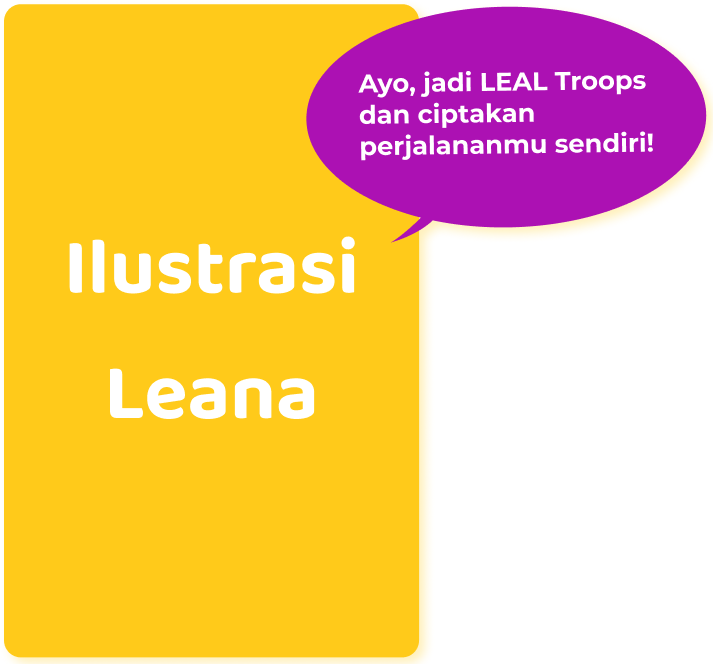 Ayo, jadi LEAL Troops
dan ciptakan
perjalananmu sendiri!
Ilustrasi
Leana